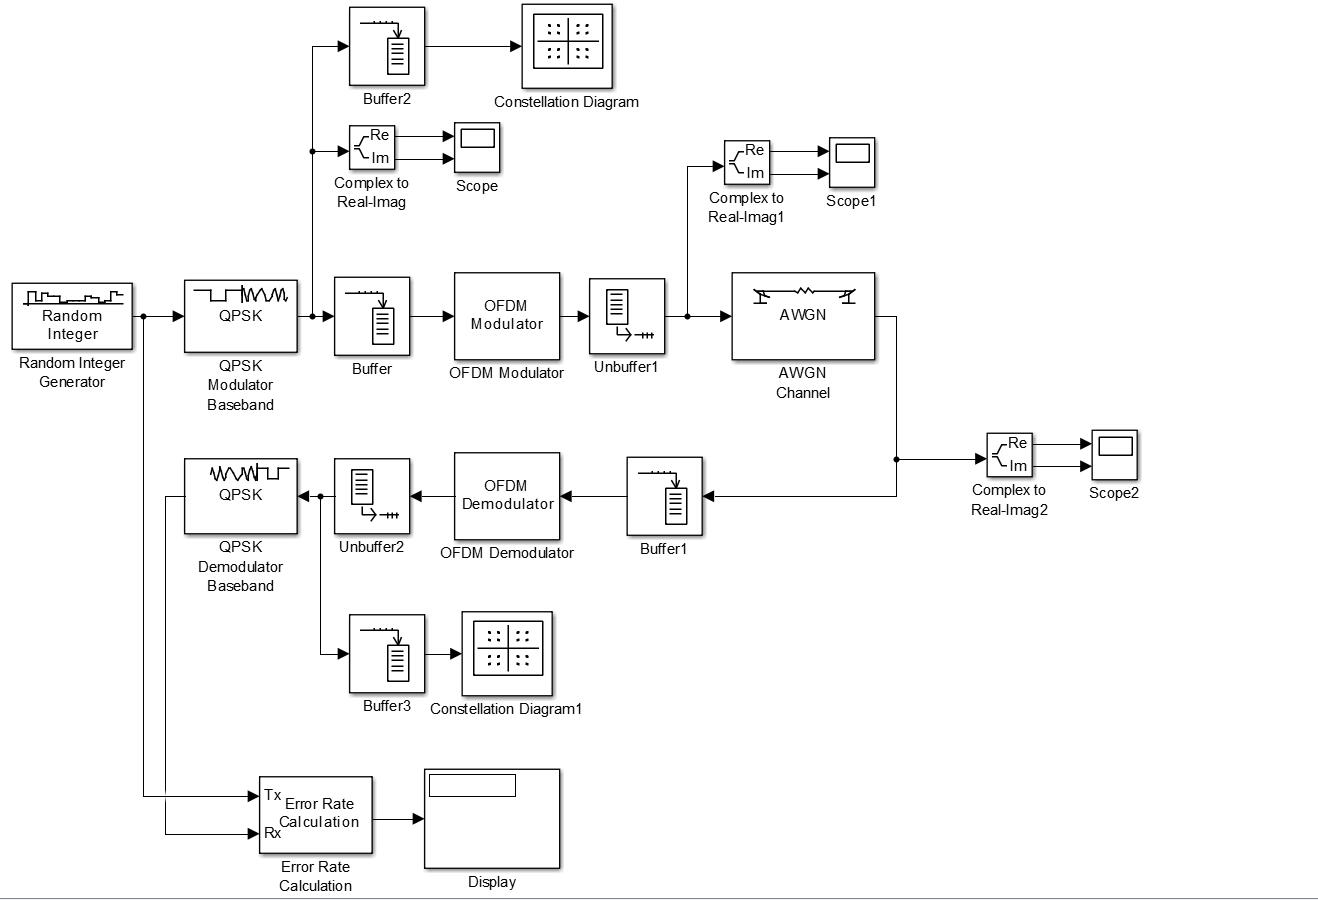 Buffer2
Constellation Diagram
Re
Im
Complex to
Real-Imag
Scope
Re
Im
Complex to
Real-Imag1
Scope1
Random
Integer
Random Integer
Generator
QPSK
QPSK
Modulator
Baseband
Buffer
OFDM
Modulator
OFDM Modulator
Unbuffer1
AWGN
AWGN
Channel
Re
Im
Complex to
Real-Imag2
Scope2
QPSK
QPSK
Demodulator
Baseband
Unbuffer2
OFDM
Demodulator
OFDM Demodulator
Buffer1
Buffer3
Constellation Diagram1
Tx
Rx
Error Rate
Calculation
Error Rate
Calculation
Display